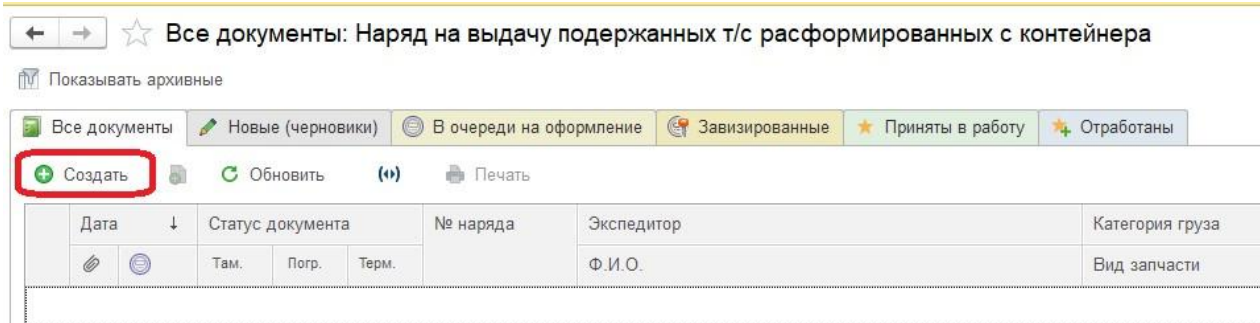 Все документы: Наряд на выдачу подержанных т/с расформированных с контейнера
Показывать архивные
Все документы Новые (черновики) В очереди на оформление Завизированные Приняты в работу Отработаны
Создать Обновить Печать
Дата ↓ Статус документа № наряда Экспедитор Категория груза
Там. Погр. Терм. Ф.И.О. Вид запчасти